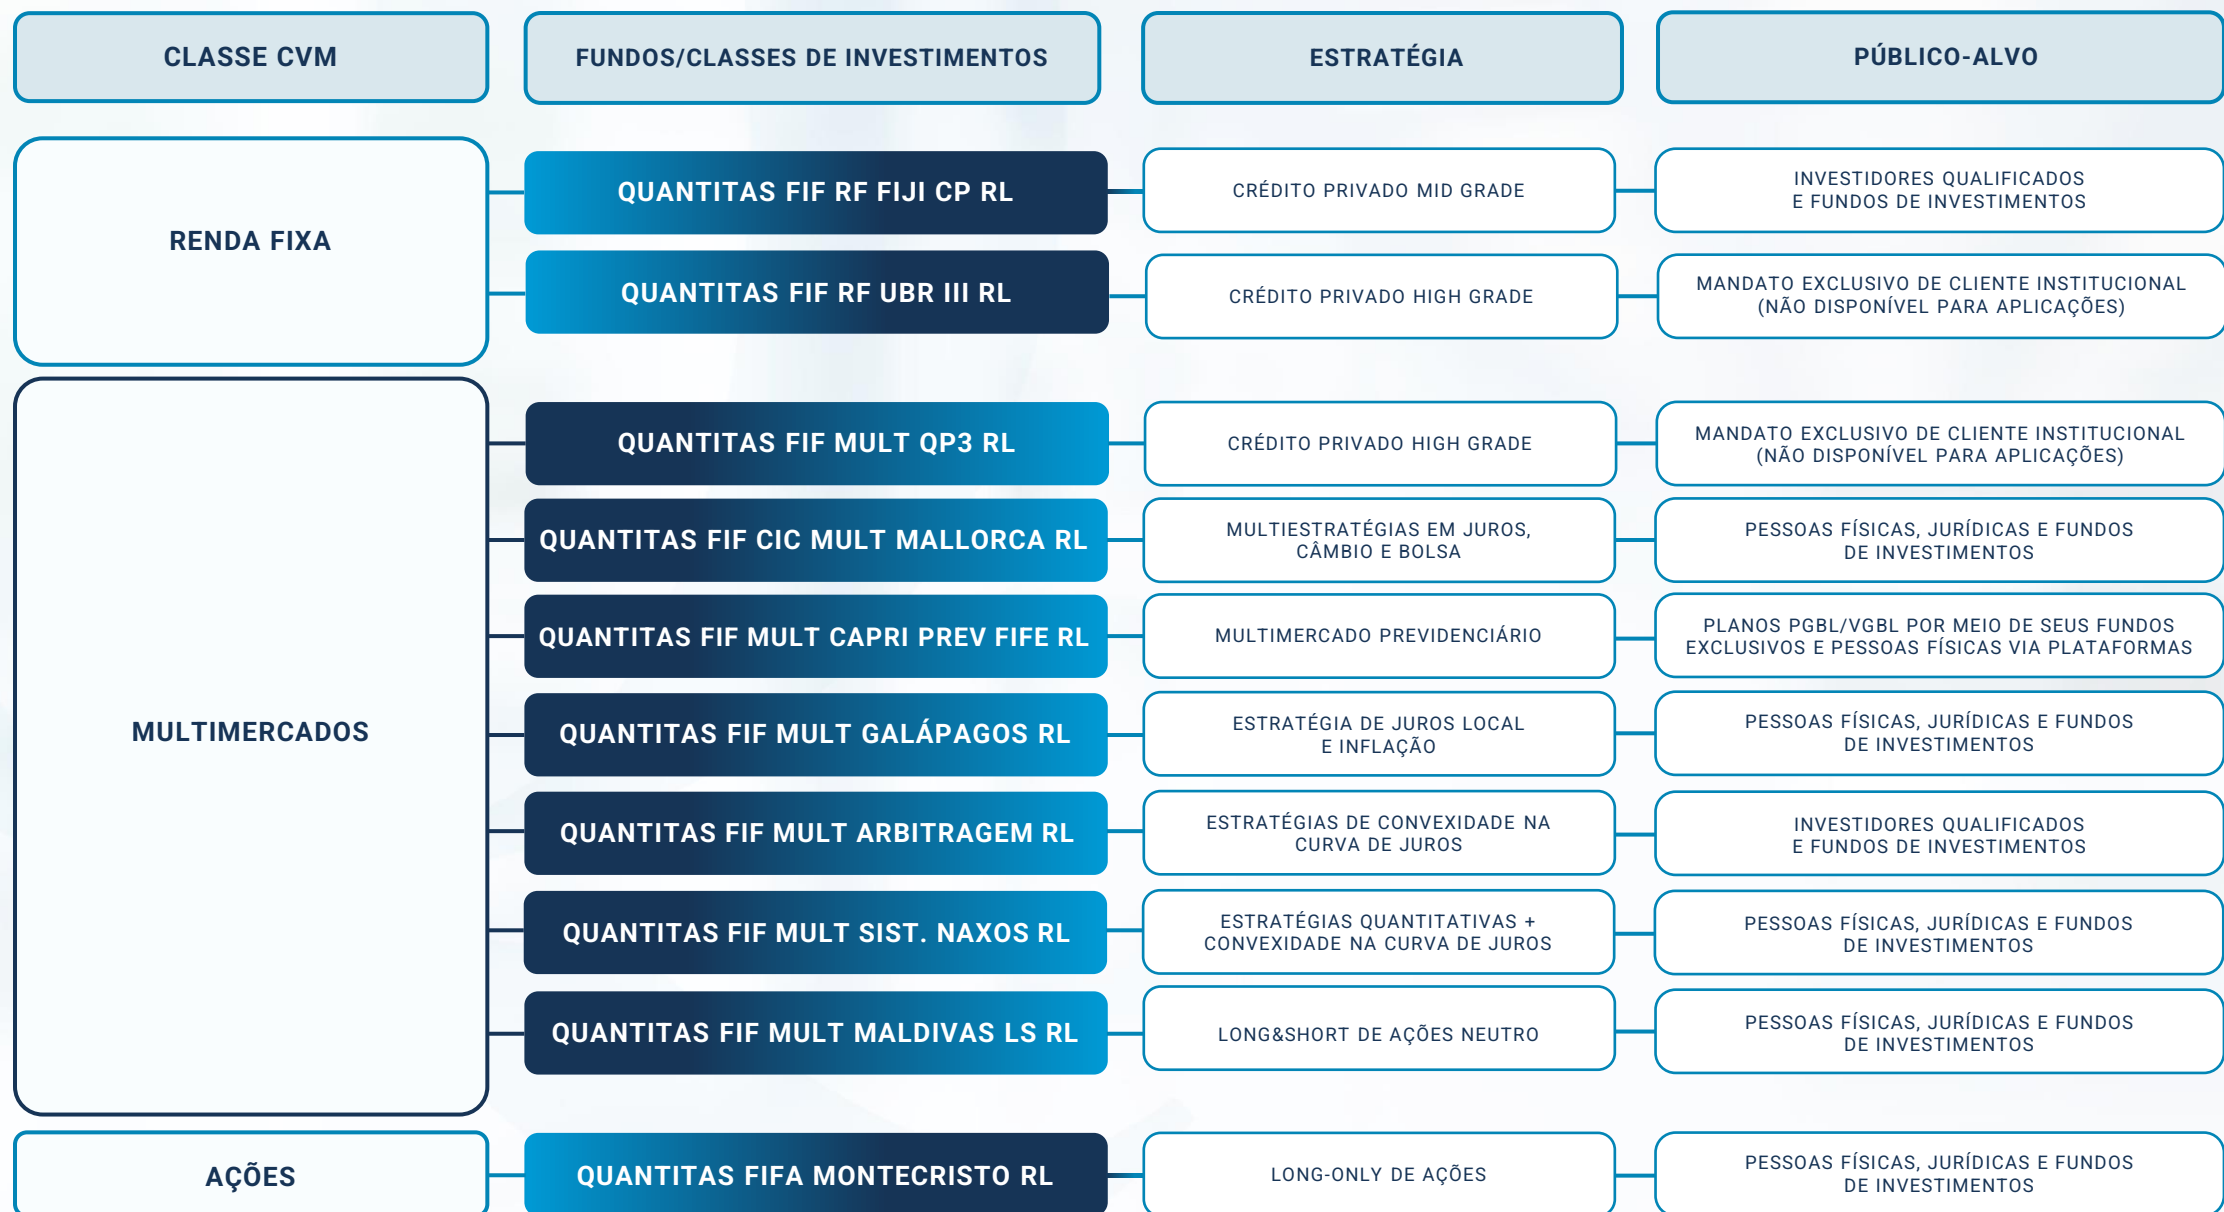 CLASSE CVM
FUNDOS/CLASSES DE INVESTIMENTOS
ESTRATÉGIA
PÚBLICO-ALVO
RENDA FIXA
QUANTITAS FIF RF FIJI CP RL
CRÉDITO PRIVADO MID GRADE
INVESTIDORES QUALIFICADOS
E FUNDOS DE INVESTIMENTOS
QUANTITAS FIF RF UBR III RL
CRÉDITO PRIVADO HIGH GRADE
MANDATO EXCLUSIVO DE CLIENTE INSTITUCIONAL
(NÃO DISPONÍVEL PARA APLICAÇÕES)
MULTIMERCADOS
QUANTITAS FIF MULT QP3 RL
CRÉDITO PRIVADO HIGH GRADE
MANDATO EXCLUSIVO DE CLIENTE INSTITUCIONAL
(NÃO DISPONÍVEL PARA APLICAÇÕES)
QUANTITAS FIF CIC MULT MALLORCA RL
MULTIESTRATÉGIAS EM JUROS,
CÂMBIO E BOLSA
PESSOAS FÍSICAS, JURÍDICAS E FUNDOS
DE INVESTIMENTOS
QUANTITAS FIF MULT CAPRI PREV FIFE RL
MULTIMERCADO PREVIDENCIÁRIO
PLANOS PGBL/VGBL POR MEIO DE SEUS FUNDOS
EXCLUSIVOS E PESSOAS FÍSICAS VIA PLATAFORMAS
QUANTITAS FIF MULT GALÁPAGOS RL
ESTRATÉGIA DE JUROS LOCAL
E INFLAÇÃO
PESSOAS FÍSICAS, JURÍDICAS E FUNDOS
DE INVESTIMENTOS
QUANTITAS FIF MULT ARBITRAGEM RL
ESTRATÉGIAS DE CONVEXIDADE NA
CURVA DE JUROS
INVESTIDORES QUALIFICADOS
E FUNDOS DE INVESTIMENTOS
QUANTITAS FIF MULT SIST. NAXOS RL
ESTRATÉGIAS QUANTITATIVAS +
CONVEXIDADE NA CURVA DE JUROS
PESSOAS FÍSICAS, JURÍDICAS E FUNDOS
DE INVESTIMENTOS
QUANTITAS FIF MULT MALDIVAS LS RL
LONG&SHORT DE AÇÕES NEUTRO
PESSOAS FÍSICAS, JURÍDICAS E FUNDOS
DE INVESTIMENTOS
AÇÕES
QUANTITAS FIFA MONTECRISTO RL
LONG-ONLY DE AÇÕES
PESSOAS FÍSICAS, JURÍDICAS E FUNDOS
DE INVESTIMENTOS